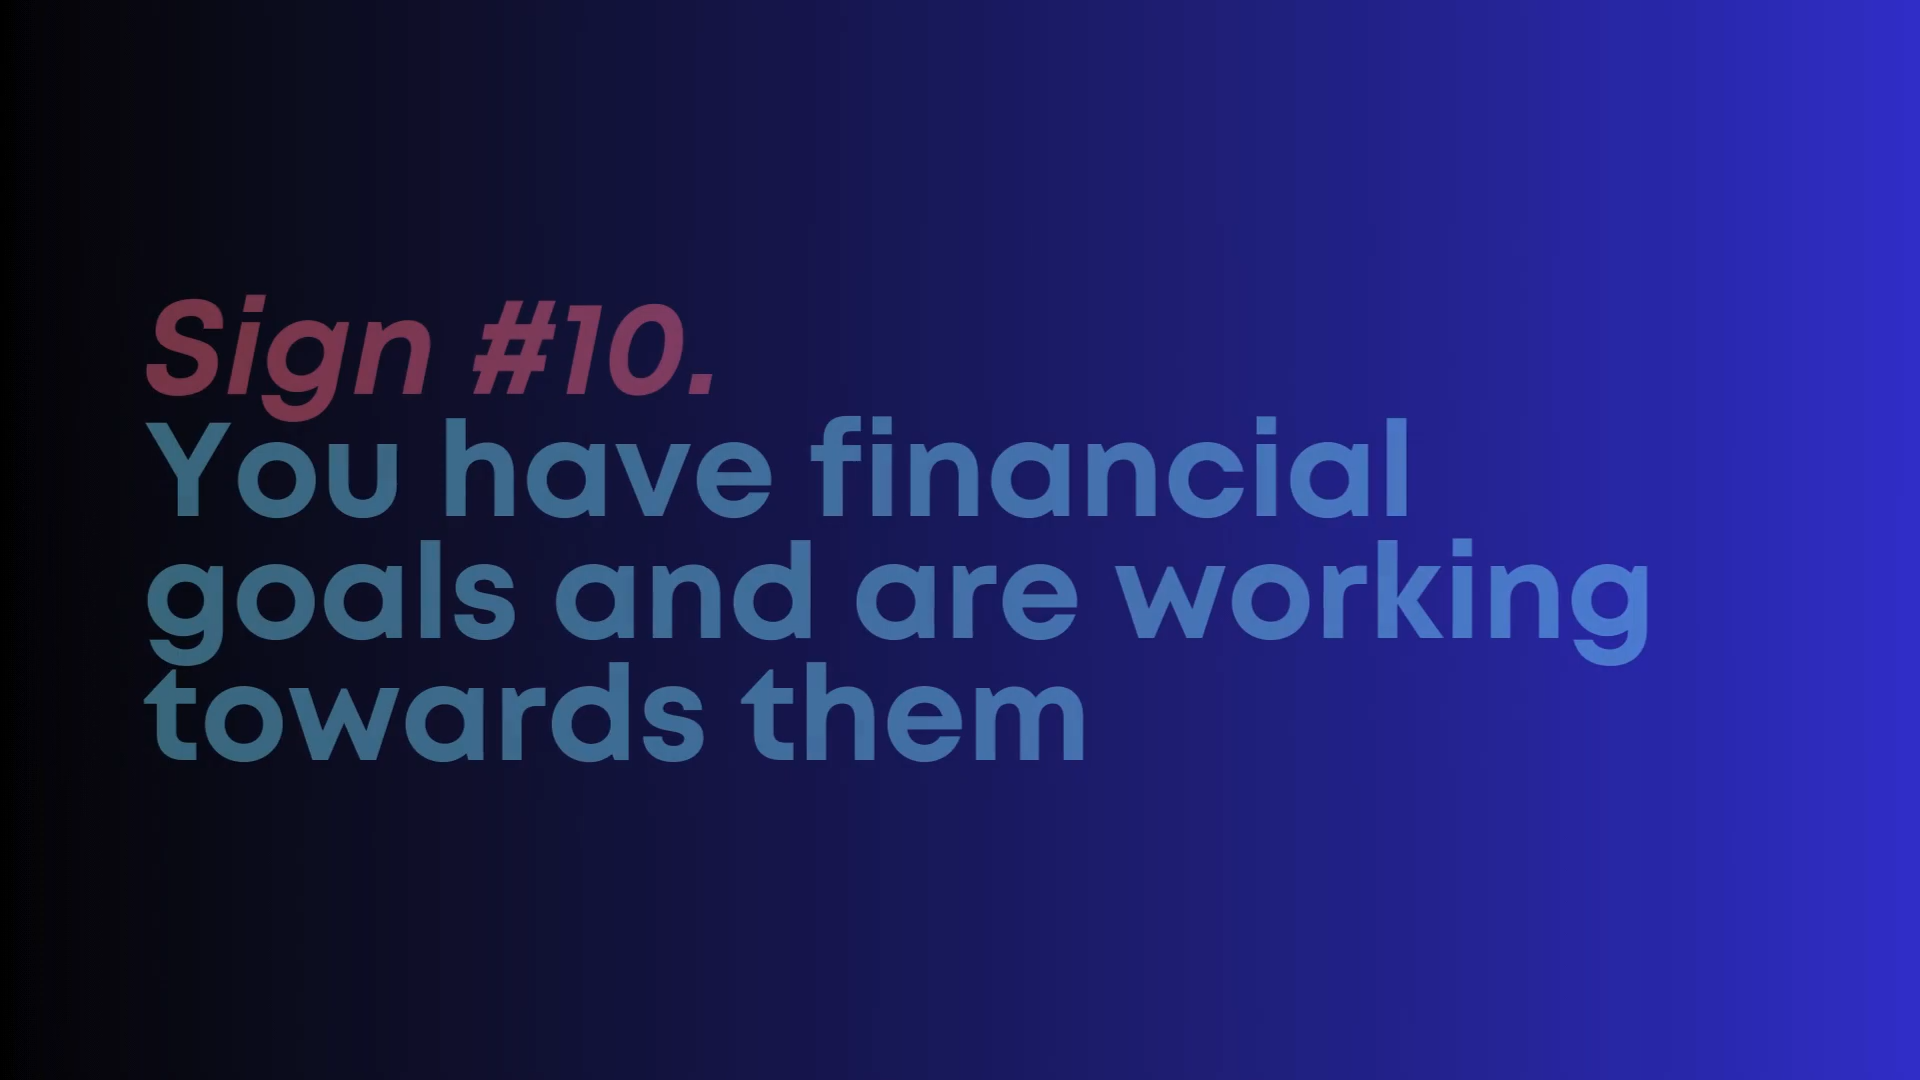 Sign #10.
You have financial
goals and are working
towards them